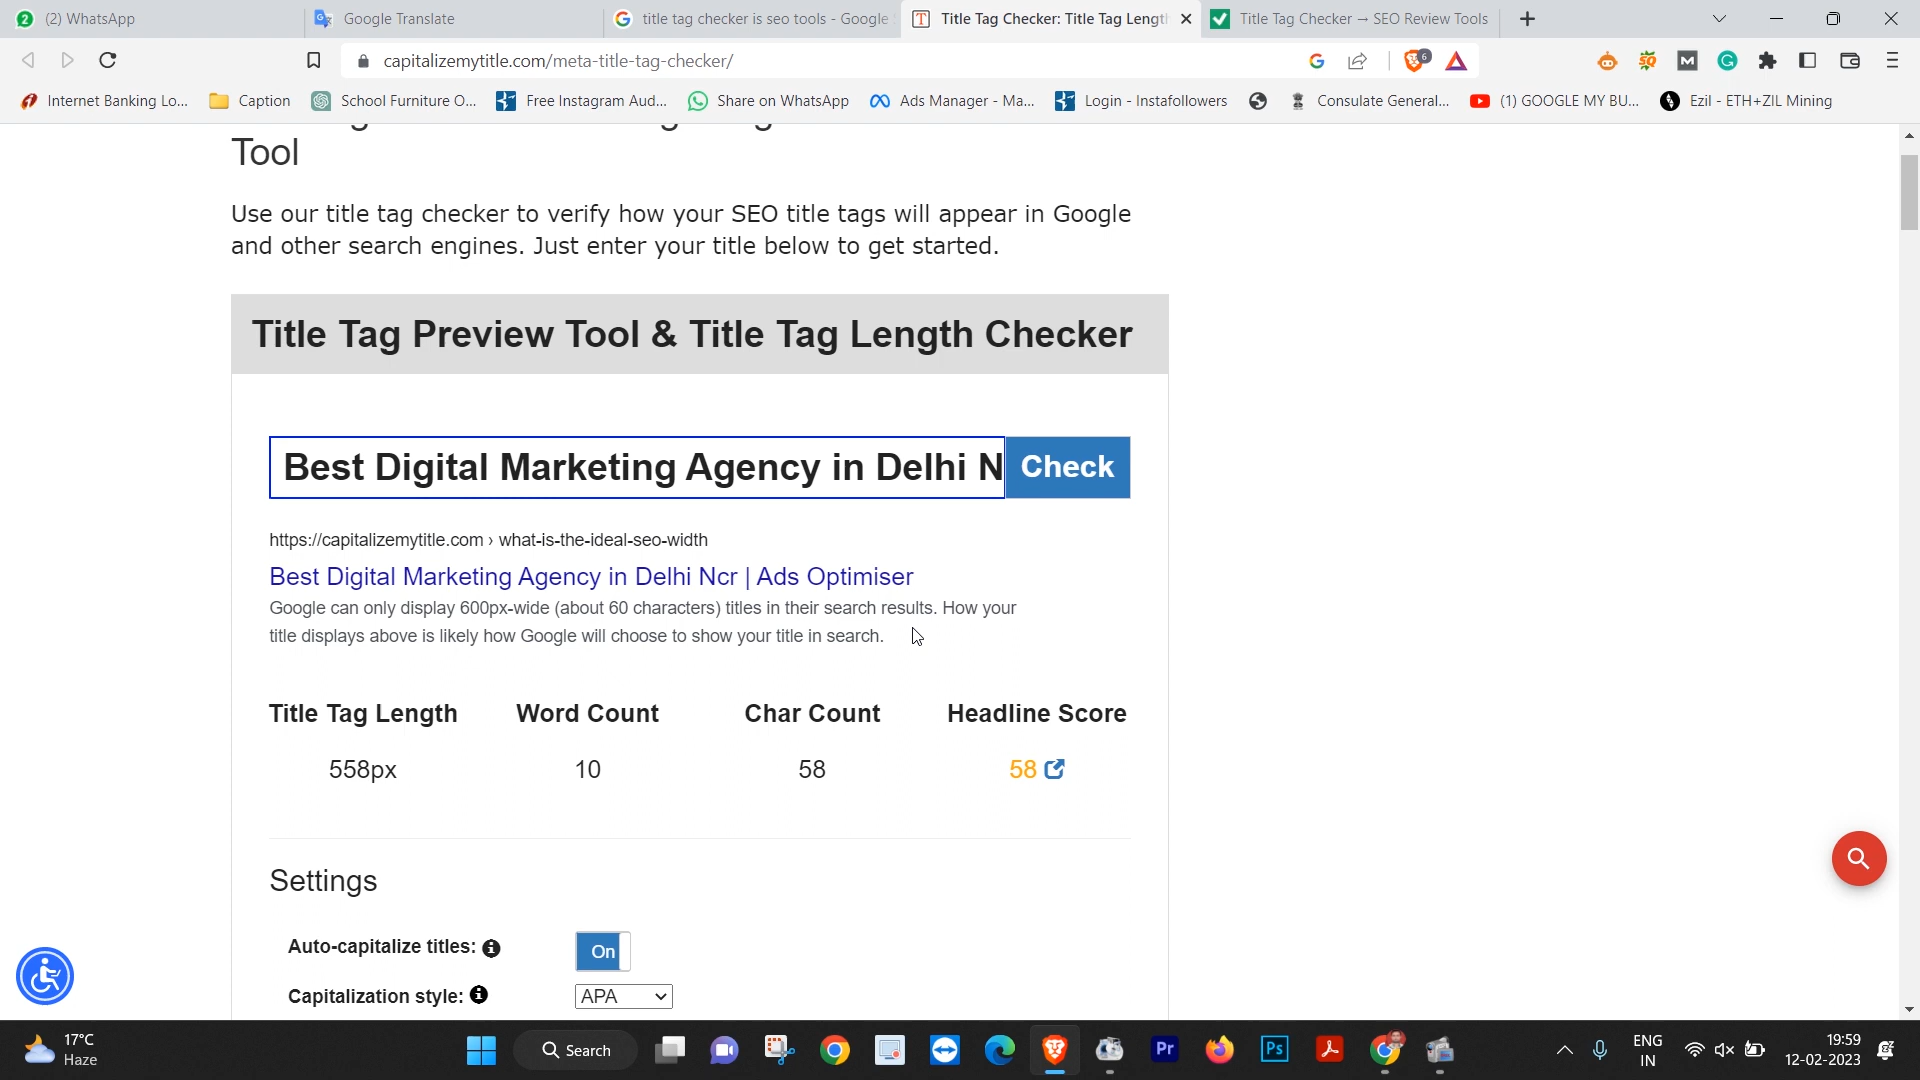 (2) WhatsApp
Google Translate
title tag checker is seo tools - Google
Title Tag Checker: Title Tag Length
Title Tag Checker → SEO Review Tools
capitalizemytitle.com/meta-title-tag-checker/
6
Internet Banking Lo...
Caption
School Furniture O...
Free Instagram Aud...
Share on WhatsApp
Ads Manager - Ma...
Login - Instafollowers
Consulate General...
(1) GOOGLE MY BU...
Ezil - ETH+ZIL Mining
Tool
Use our title tag checker to verify how your SEO title tags will appear in Google
and other search engines. Just enter your title below to get started.
Title Tag Preview Tool & Title Tag Length Checker
Best Digital Marketing Agency in Delhi N
Check
https://capitalizemytitle.com › what-is-the-ideal-seo-width
Best Digital Marketing Agency in Delhi Ncr | Ads Optimiser
Google can only display 600px-wide (about 60 characters) titles in their search results. How your
title displays above is likely how Google will choose to show your title in search.
Title Tag Length Word Count Char Count Headline Score
558px 10 58 58
Settings
Auto-capitalize titles: On
Capitalization style: APA
17°C
Haze
Search
Pr
Ps
ENG
IN
19:59
12-02-2023